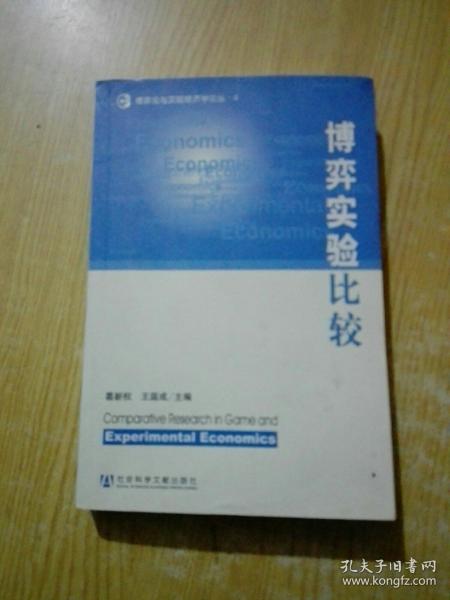 博弈论与实验经济学论丛·4
Economics
Economic
Experimental
Economics
博弈实验比较
葛新权 王国成/主编
Comparative Research in Game and
Experimental Economics
社会科学文献出版社
孔夫子旧书网
www.kongfz.com